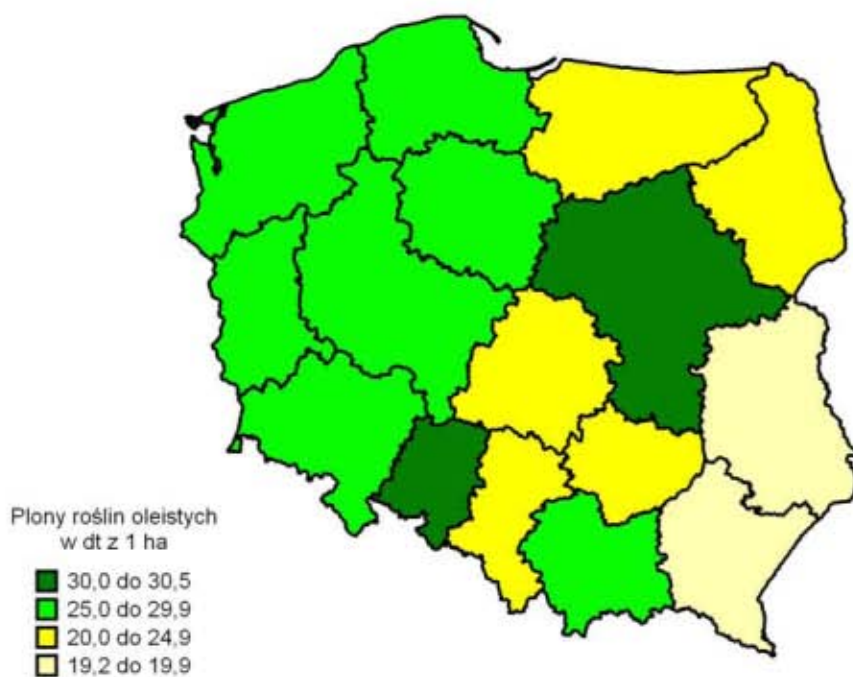 Plony roślin oleistych
w dt z 1 ha
30,0 do 30,5
25,0 do 29,9
20,0 do 24,9
19,2 do 19,9